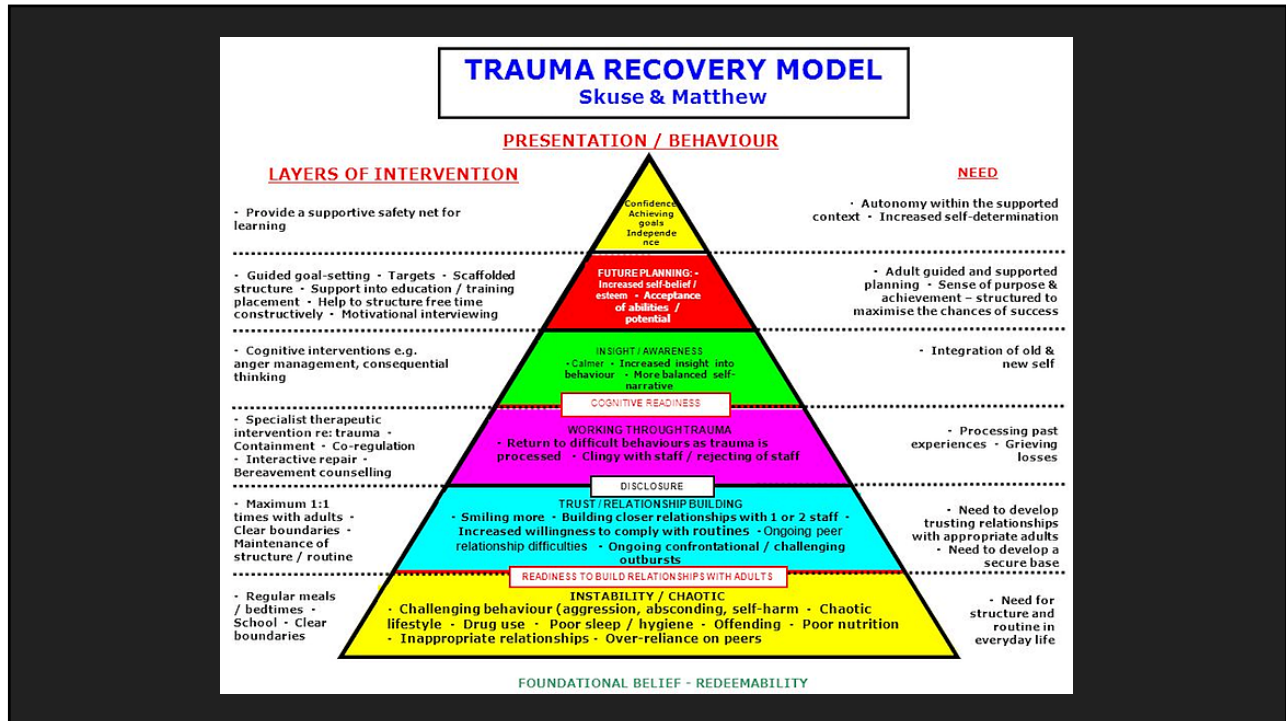 TRAUMA RECOVERY MODEL
Skuse & Matthew
PRESENTATION / BEHAVIOUR
LAYERS OF INTERVENTION
NEED
· Provide a supportive safety net for
learning
Confidence
Achieving
goals
Independe
nce
· Autonomy within the supported
context · Increased self-determination
· Guided goal-setting · Targets · Scaffolded
structure · Support into education / training
placement · Help to structure free time
constructively · Motivational interviewing
FUTURE PLANNING: -
Increased self-belief /
esteem · Acceptance
of abilities /
potential
· Adult guided and supported
planning · Sense of purpose &
achievement – structured to
maximise the chances of success
· Cognitive interventions e.g.
anger management, consequential
thinking
INSIGHT / AWARENESS
· Calmer · Increased insight into
behaviour · More balanced self-
narrative
· Integration of old &
new self
COGNITIVE READINESS
· Specialist therapeutic
intervention re: trauma ·
Containment · Co-regulation
· Interactive repair ·
Bereavement counselling
WORKING THROUGH TRAUMA
· Return to difficult behaviours as trauma is
processed · Clingy with staff / rejecting of staff
· Processing past
experiences · Grieving
losses
DISCLOSURE
· Maximum 1:1
times with adults ·
Clear boundaries ·
Maintenance of
structure / routine
TRUST / RELATIONSHIP BUILDING
· Smiling more · Building closer relationships with 1 or 2 staff ·
Increased willingness to comply with routines · Ongoing peer
relationship difficulties · Ongoing confrontational / challenging
outbursts
· Need to develop
trusting relationships
with appropriate adults
· Need to develop a
secure base
READINESS TO BUILD RELATIONSHIPS WITH ADULTS
· Regular meals
/ bedtimes ·
School · Clear
boundaries
INSTABILITY / CHAOTIC
· Challenging behaviour (aggression, absconding, self-harm · Chaotic
lifestyle · Drug use · Poor sleep / hygiene · Offending · Poor nutrition
· Inappropriate relationships · Over-reliance on peers
· Need for
structure and
routine in
everyday life
FOUNDATIONAL BELIEF - REDEEMABILITY